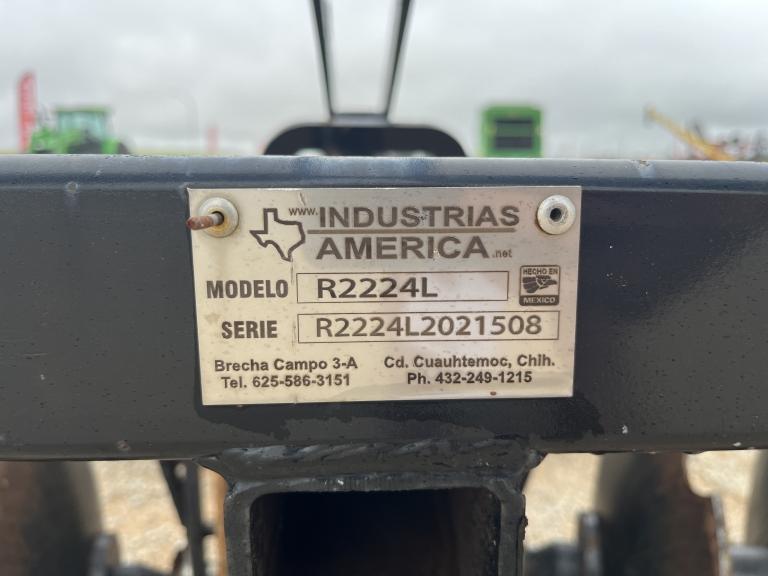 www.INDUSTRIAS
AMERICA.net
MODELO R2224L
HECHO EN
MEXICO
SERIE R2224L2021508
Brecha Campo 3-A Cd. Cuauhtemoc, Chih.
Tel. 625-586-3151 Ph. 432-249-1215